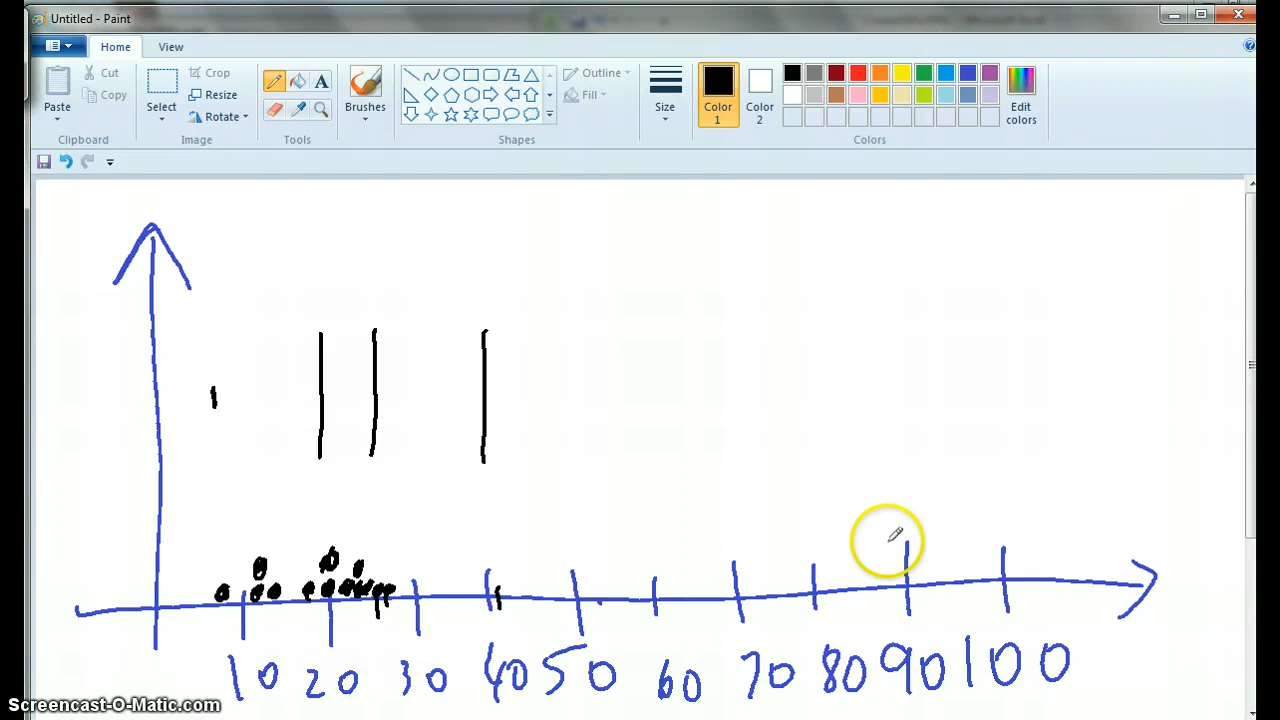 Untitled - Paint
Home View
Paste Cut Copy Select Crop Resize Rotate A Brushes Outline Fill Size Color 1 Color 2 Edit colors
Clipboard Image Tools Shapes Colors
10 20 30 40 50 60 70 80 90 100
Screencast-O-Matic.com